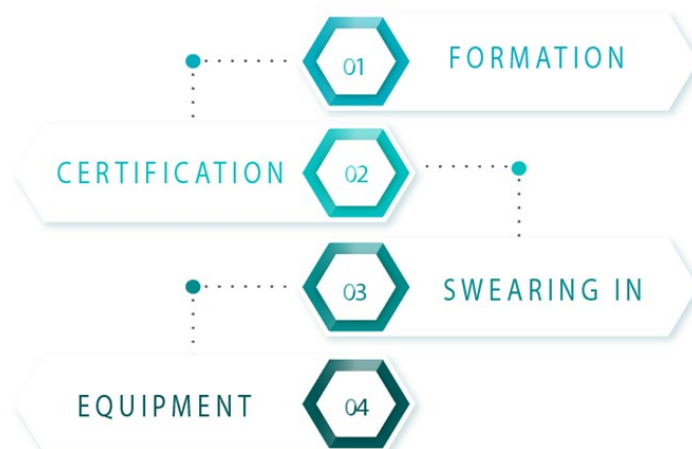 01 FORMATION
CERTIFICATION 02
03 SWEARING IN
EQUIPMENT 04